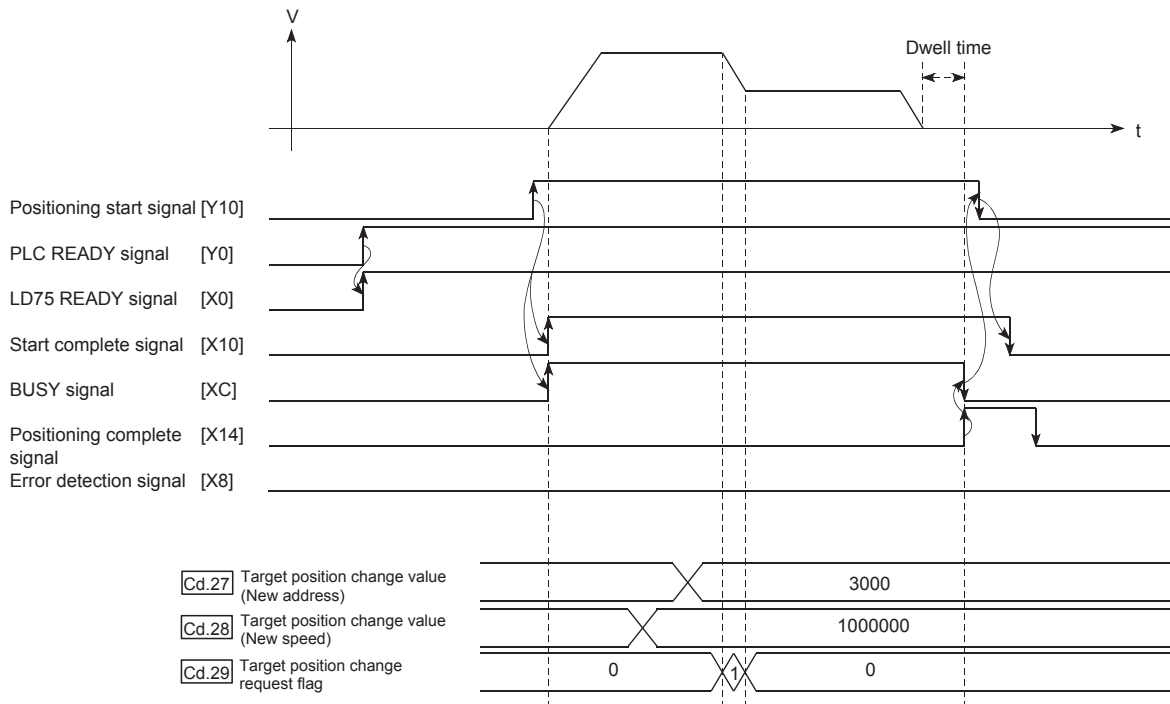 V
Dwell time
t
Positioning start signal [Y10]
PLC READY signal [Y0]
LD75 READY signal [X0]
Start complete signal [X10]
BUSY signal [XC]
Positioning complete [X14]
signal
Error detection signal [X8]
Cd.27 Target position change value
(New address)
3000
Cd.28 Target position change value
(New speed)
1000000
Cd.29 Target position change
request flag
0 1 0